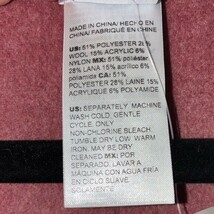 MADE IN CHINA/ HECHO EN
CHINA/ FABRIQUÉ EN CHINE
US: 51% POLYESTER 21%
WOOL 15% ACRYLIC 6%
NYLON MX: 51% POLIÉSTER
28% LANA 15% acrílico 6%
poliamida CA: 51%
POLYESTER 28% LAINE 15%
ACRYLIQUE 6% POLYAMIDE
US: SEPARATELY. MACHINE
WASH COLD, GENTLE
CYCLE, ONLY
NON-CHLORINE BLEACH.
TUMBLE DRY LOW, WARM
IRON, MAY BE DRY
CLEANED MX: POR
SEPARADO. LAVAR A
MÁQUINA CON AGUA FRÍA
EN CICLO SUAVE